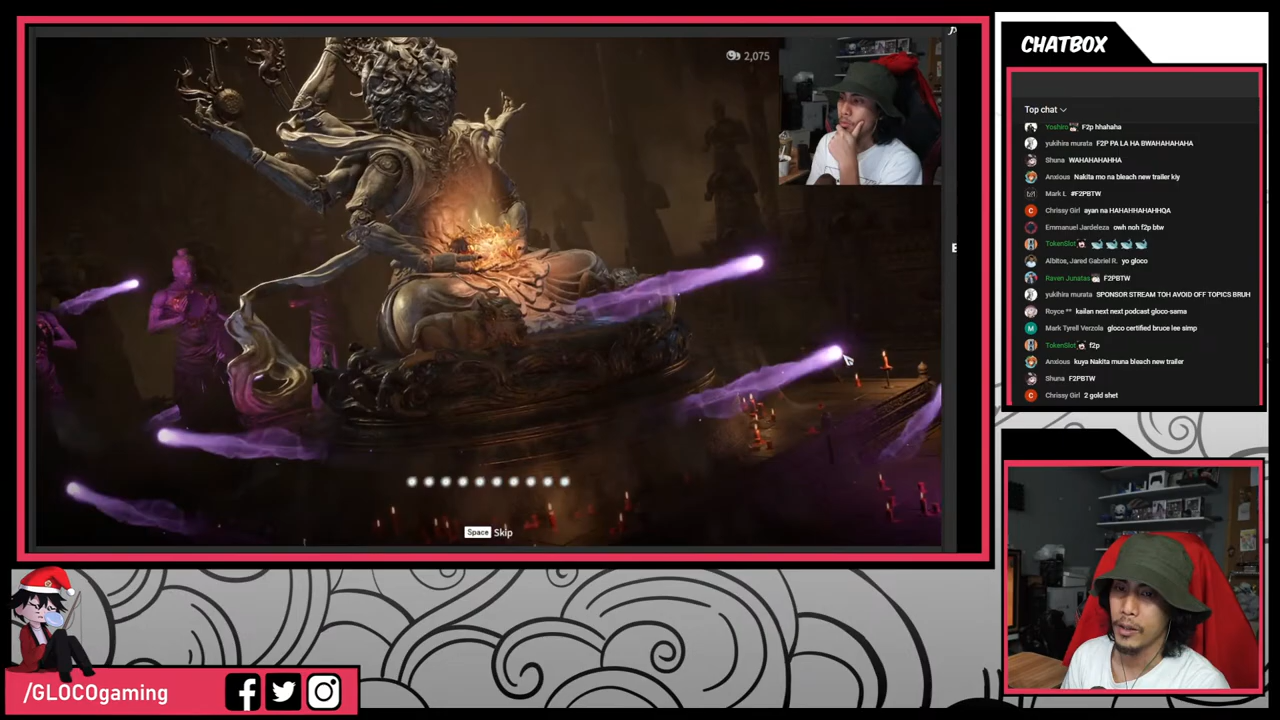 2,075
Space Skip
CHATBOX
Top chat
Yoshiro F2p hhahaha
yukihira murata F2P PA LA HA BWAHAHAHAHA
Shuna WAHAHAHAHHA
Anxious Nakita mo na bleach new trailer kiy
Mark L #F2PBTW
C Chrissy Girl ayan na HAHAHHAHAHHQA
Emmanuel Jardeleza owh noh f2p btw
TokenSlot
Albitos, Jared Gabriel R. yo gloco
Raven Junatas F2PBTW
yukihira murata SPONSOR STREAM TOH AVOID OFF TOPICS BRUH
Royce ** kailan next next podcast gloco-sama
M Mark Tyrell Verzola gloco certified bruce lee simp
TokenSlot f2p
Anxious kuya Nakita muna bleach new trailer
Shuna F2PBTW
C Chrissy Girl 2 gold shet
/GLOCOgaming